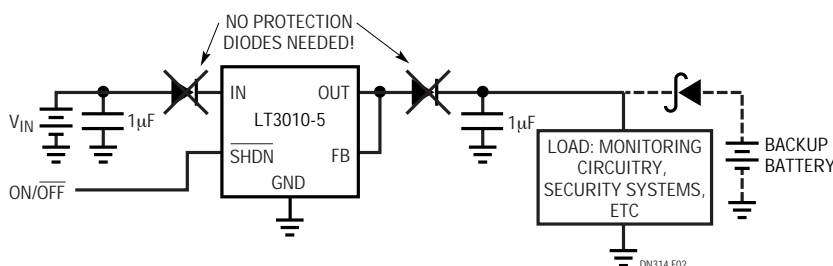 NO PROTECTION
DIODES NEEDED!
IN
OUT
VIN
1µF
LT3010-5
1µF
SHDN
FB
LOAD: MONITORING
CIRCUITRY,
SECURITY SYSTEMS,
ETC
BACKUP
BATTERY
ON/OFF
GND
DN314 F02